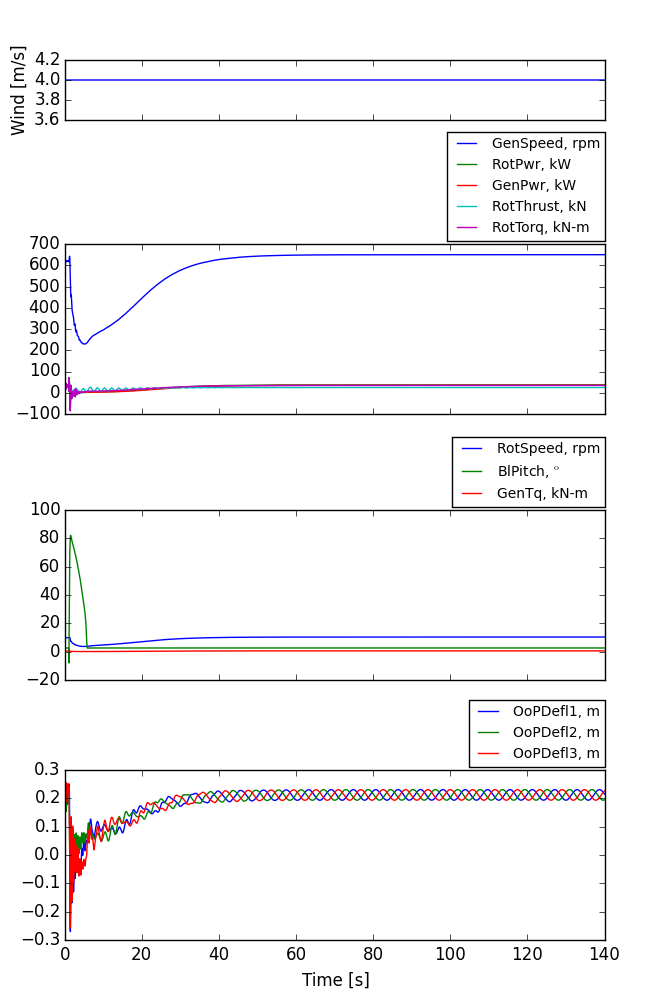 Wind [m/s]
4.2
4.0
3.8
3.6
GenSpeed, rpm
RotPwr, kW
GenPwr, kW
RotThrust, kN
RotTorq, kN-m
700
600
500
400
300
200
100
0
−100
RotSpeed, rpm
BlPitch, °
GenTq, kN-m
100
80
60
40
20
0
−20
OoPDefl1, m
OoPDefl2, m
OoPDefl3, m
0.3
0.2
0.1
0.0
−0.1
−0.2
−0.3
0 20 40 60 80 100 120 140
Time [s]